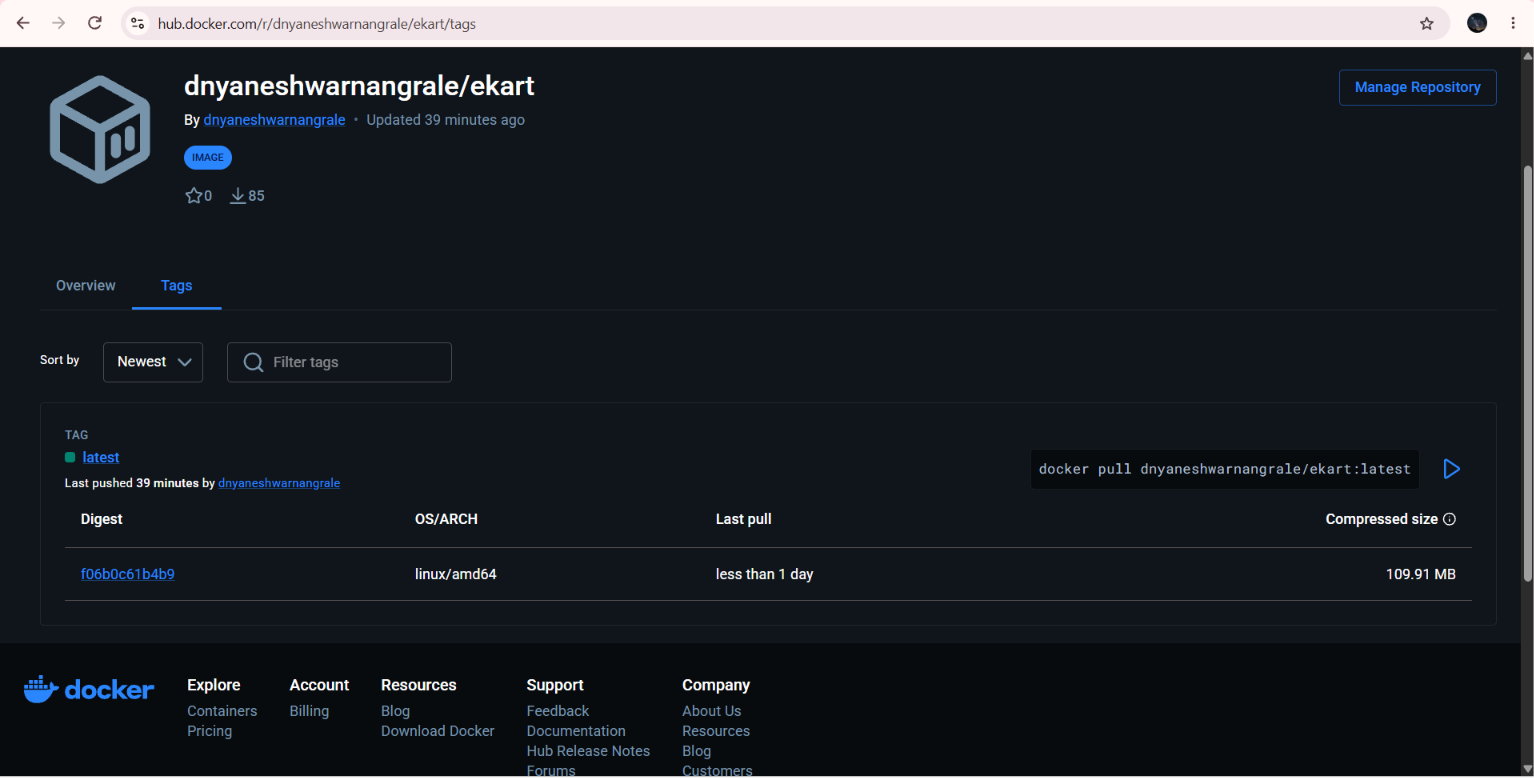 hub.docker.com/r/dnyaneshwarnangrale/ekart/tags
dnyaneshwarnangrale/ekart
Manage Repository
By dnyaneshwarnangrale • Updated 39 minutes ago
IMAGE
0 85
Overview Tags
Sort by Newest Filter tags
TAG
latest
docker pull dnyaneshwarnangrale/ekart:latest
Last pushed 39 minutes by dnyaneshwarnangrale
Digest OS/ARCH Last pull Compressed size
f06b0c61b4b9 linux/amd64 less than 1 day 109.91 MB
docker
Explore Account Resources Support Company
Containers Billing Blog Feedback About Us
Pricing Download Docker Documentation Resources
Hub Release Notes Blog
Forums Customers